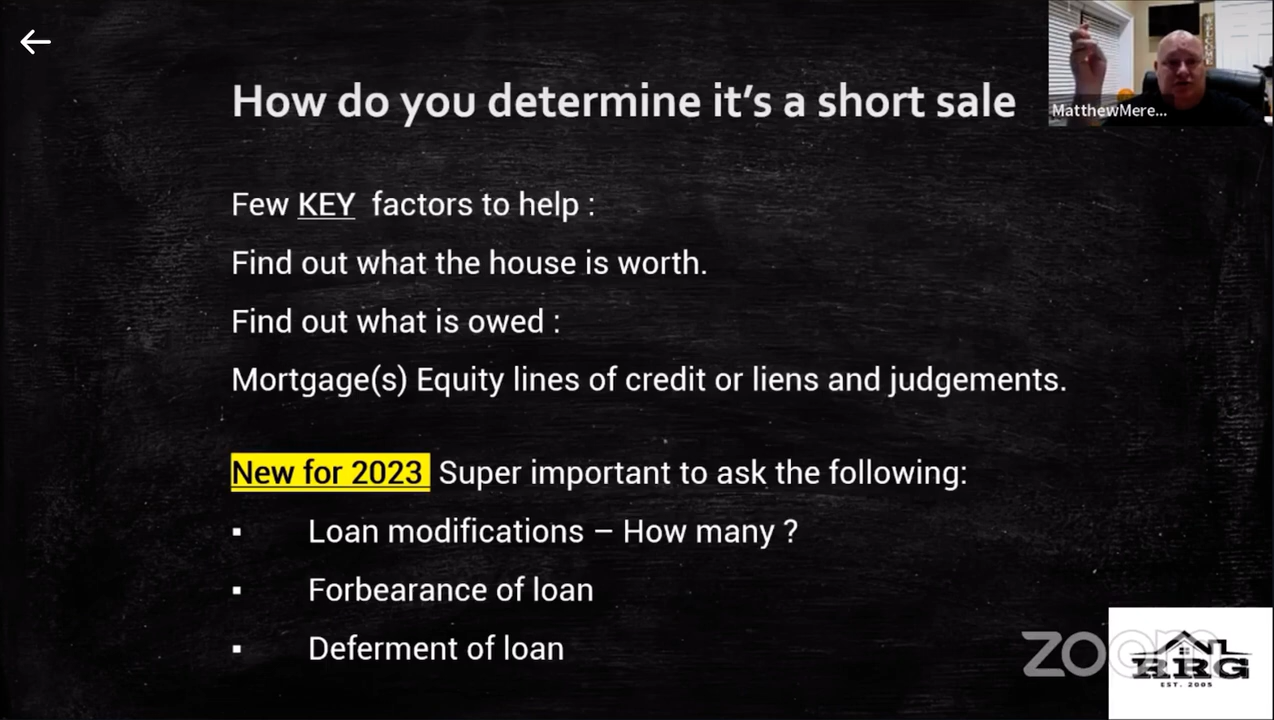 How do you determine it's a short sale
MatthewMere...
Few KEY factors to help :
Find out what the house is worth.
Find out what is owed :
Mortgage(s) Equity lines of credit or liens and judgements.
New for 2023 Super important to ask the following:
▪ Loan modifications – How many ?
▪ Forbearance of loan
▪ Deferment of loan
zoom
RRG
EST. 2005